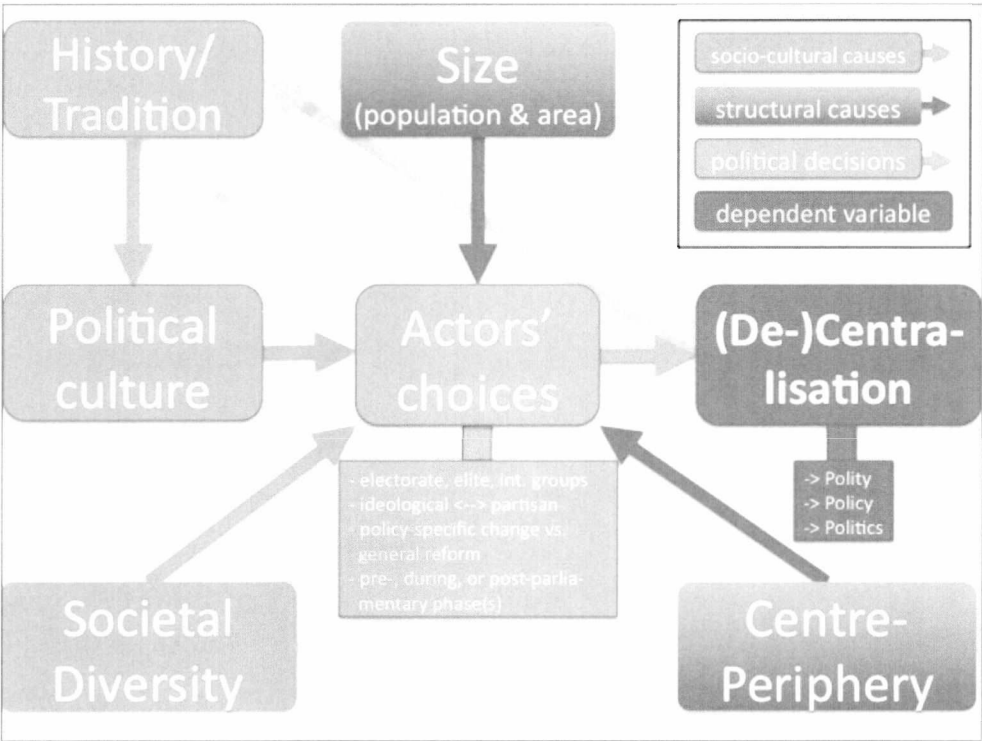 History/
Tradition
Size
(population & area)
socio-cultural causes
structural causes
political decisions
dependent variable
Political
culture
Actors'
choices
(De-)Centra-
lisation
- electorate, elite, int. groups
- ideological <--> partisan
- policy-specific change vs.
general reform
- pre-, during, or post-parlia-
mentary phase(s)
-> Polity
-> Policy
-> Politics
Societal
Diversity
Centre-
Periphery